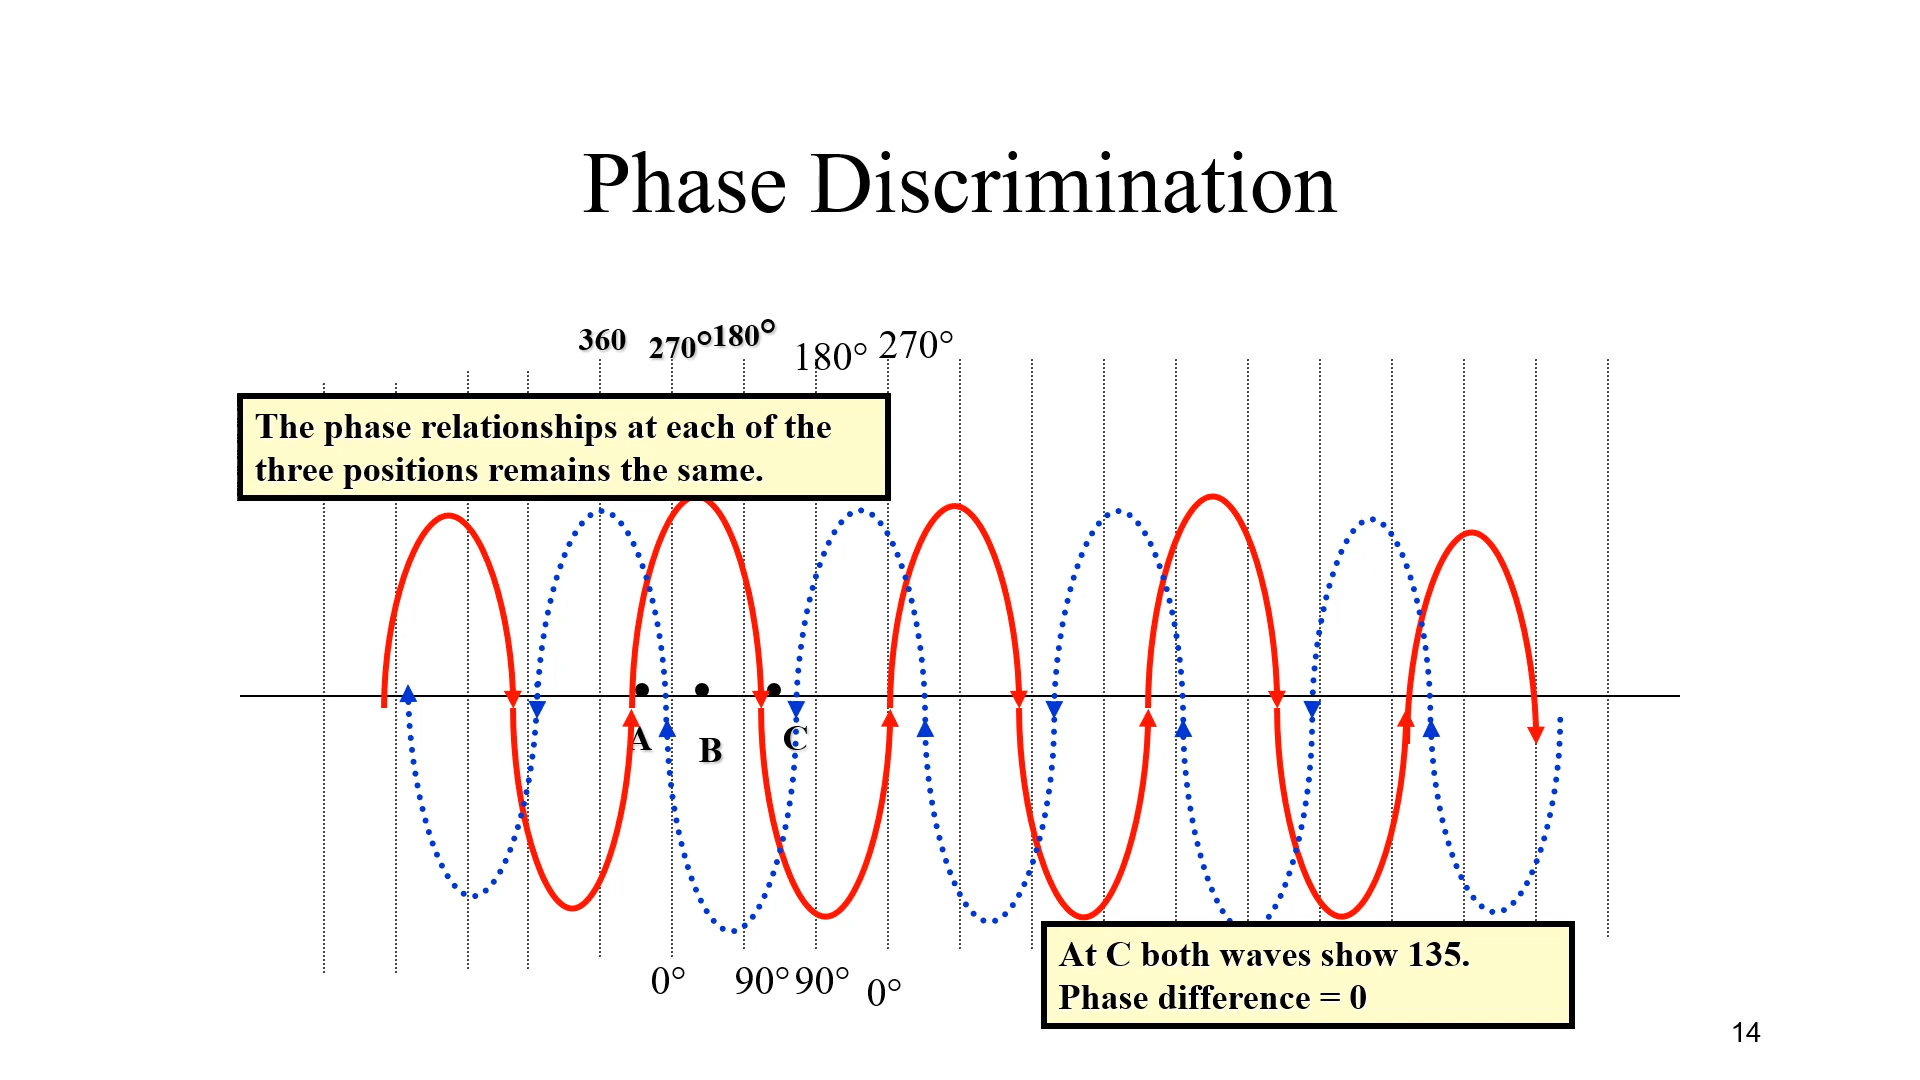 Phase Discrimination
360 270° 180° 180° 270°
The phase relationships at each of the
three positions remains the same.
A B C
0° 90° 90° 0°
At C both waves show 135.
Phase difference = 0
14